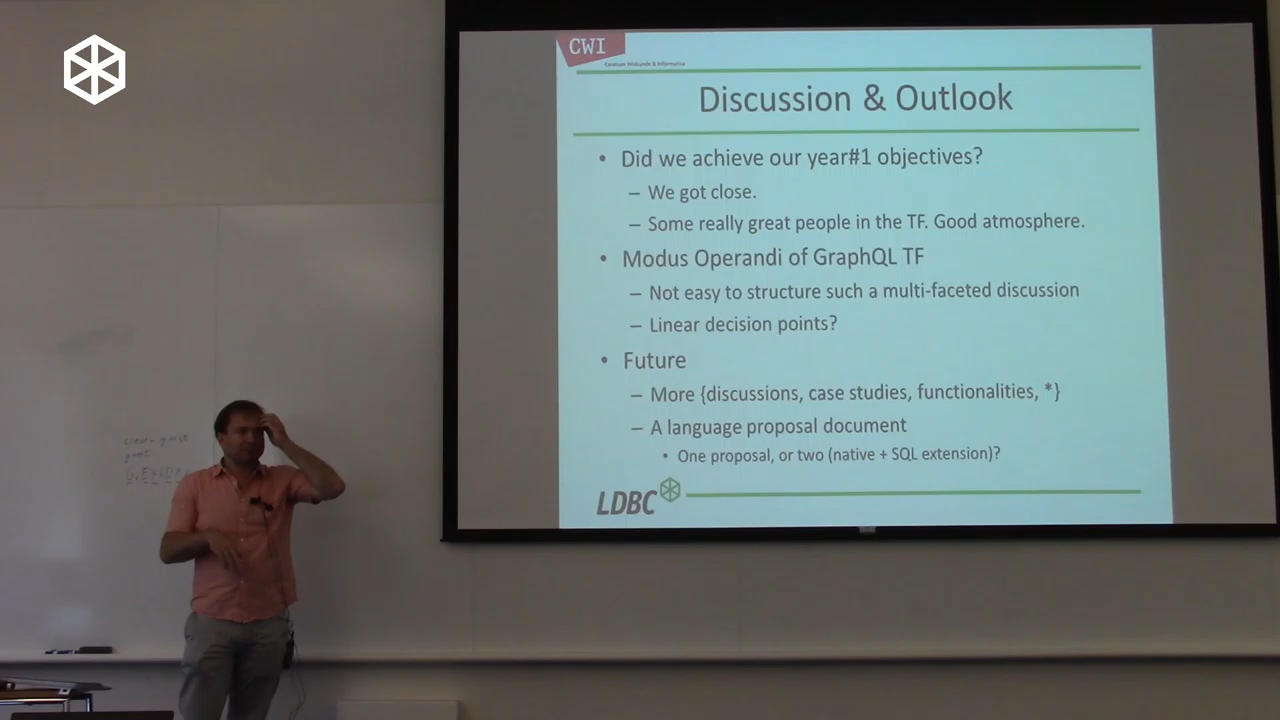 CWI
Centrum Wiskunde & Informatica
Discussion & Outlook
• Did we achieve our year#1 objectives?
– We got close.
– Some really great people in the TF. Good atmosphere.
• Modus Operandi of GraphQL TF
– Not easy to structure such a multi-faceted discussion
– Linear decision points?
• Future
– More {discussions, case studies, functionalities, *}
– A language proposal document
• One proposal, or two (native + SQL extension)?
LDBC